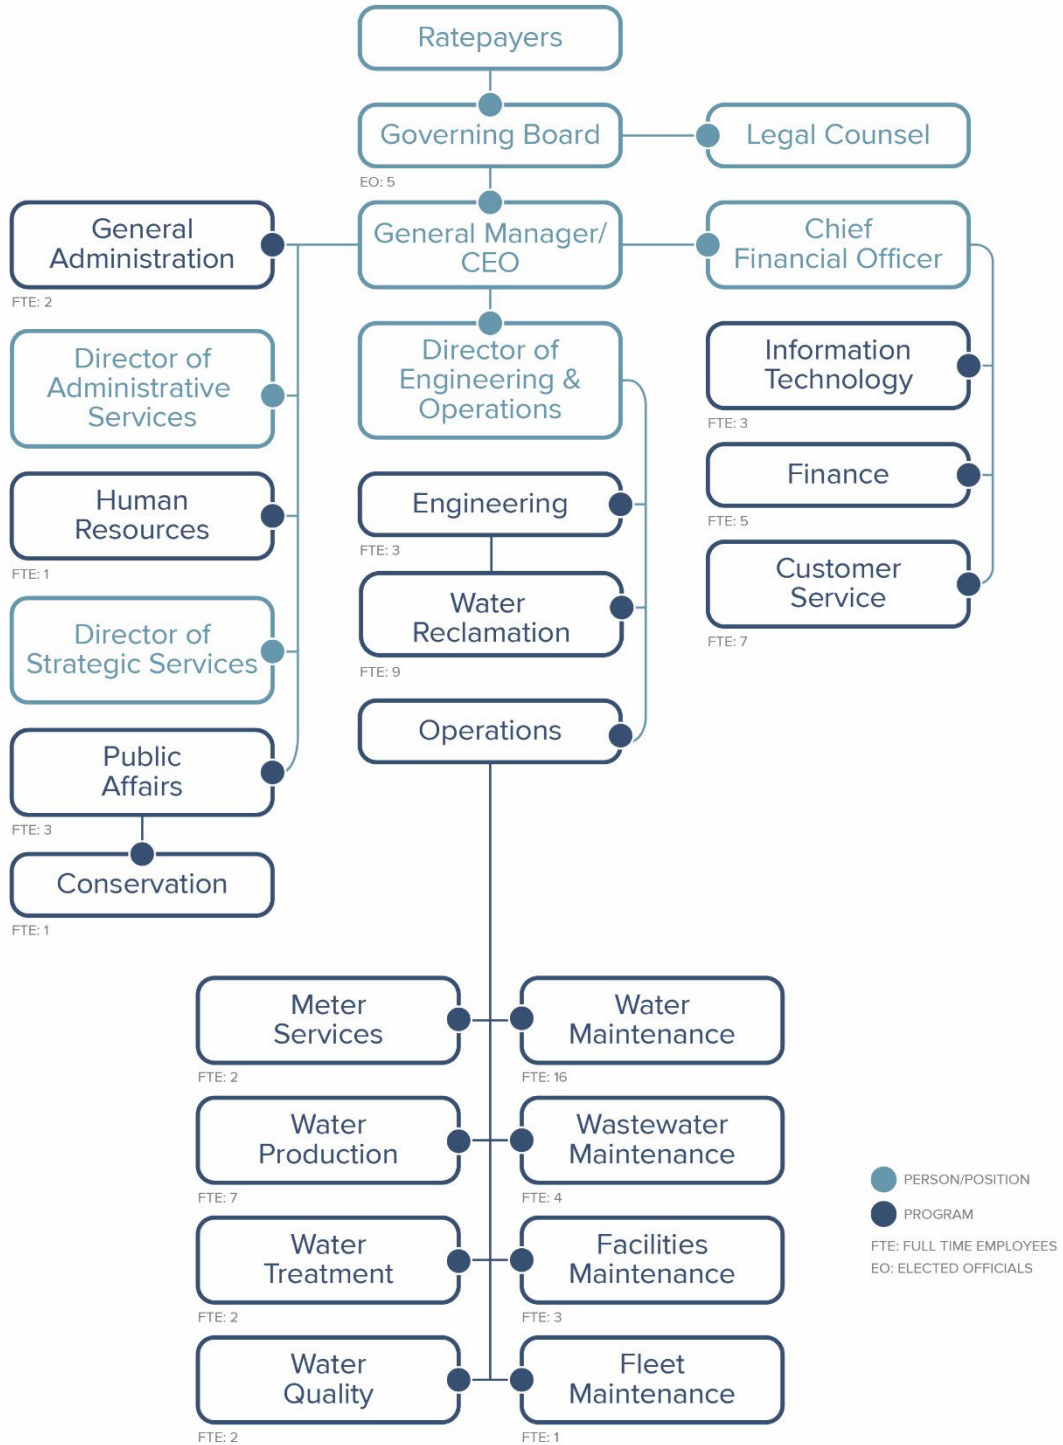 Ratepayers
Governing Board
EO: 5
Legal Counsel
General
Administration
FTE: 2
General Manager/
CEO
Chief
Financial Officer
Director of
Administrative
Services
Human
Resources
FTE: 1
Director of
Strategic Services
Public
Affairs
FTE: 3
Conservation
FTE: 1
Director of
Engineering &
Operations
Engineering
FTE: 3
Water
Reclamation
FTE: 9
Operations
Information
Technology
FTE: 3
Finance
FTE: 5
Customer
Service
FTE: 7
Meter
Services
FTE: 2
Water
Maintenance
FTE: 16
Water
Production
FTE: 7
Wastewater
Maintenance
FTE: 4
Water
Treatment
FTE: 2
Facilities
Maintenance
FTE: 3
Water
Quality
FTE: 2
Fleet
Maintenance
FTE: 1
PERSON/POSITION
PROGRAM
FTE: FULL TIME EMPLOYEES
EO: ELECTED OFFICIALS